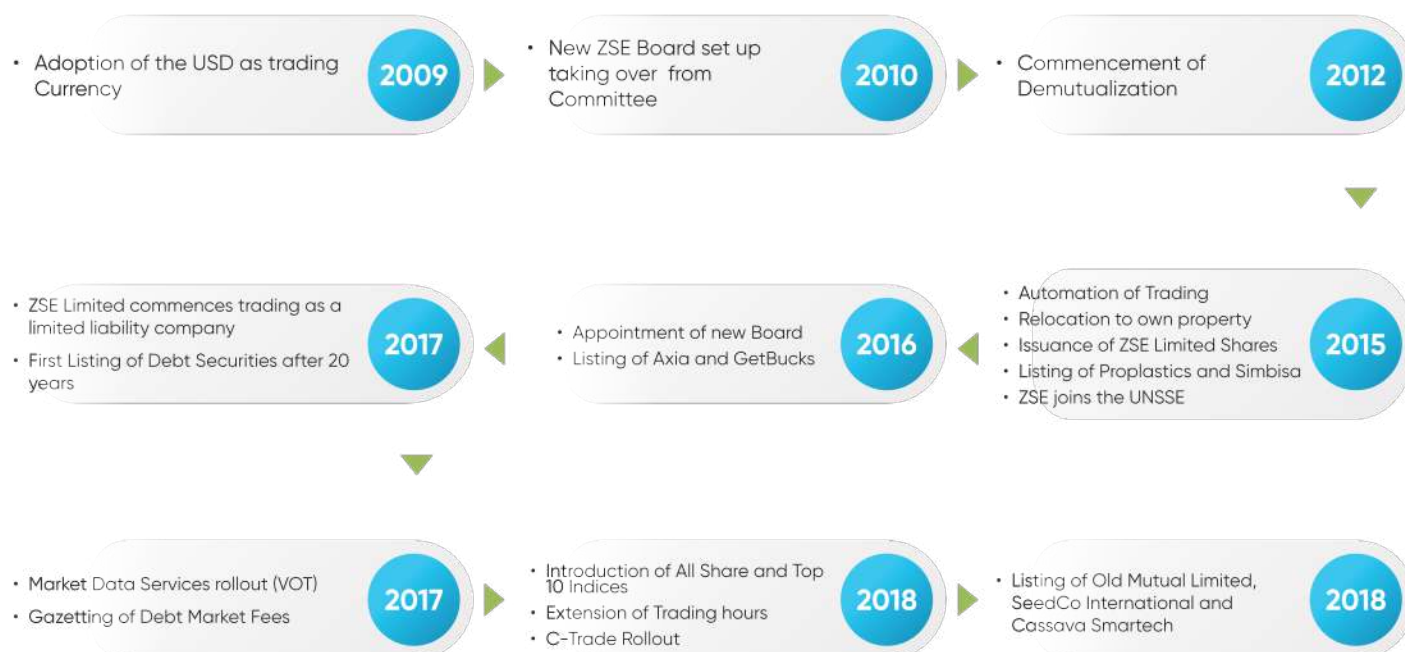 • Adoption of the USD as trading
Currency
2009
• New ZSE Board set up
taking over from
Committee
2010
• Commencement of
Demutualization
2012
• Automation of Trading
• Relocation to own property
• Issuance of ZSE Limited Shares
• Listing of Proplastics and Simbisa
• ZSE joins the UNSSE
2015
• Appointment of new Board
• Listing of Axia and GetBucks
2016
• ZSE Limited commences trading as a
limited liability company
• First Listing of Debt Securities after 20
years
2017
• Market Data Services rollout (VOT)
• Gazetting of Debt Market Fees
2017
• Introduction of All Share and Top
10 Indices
• Extension of Trading hours
• C-Trade Rollout
2018
• Listing of Old Mutual Limited,
SeedCo International and
Cassava Smartech
2018